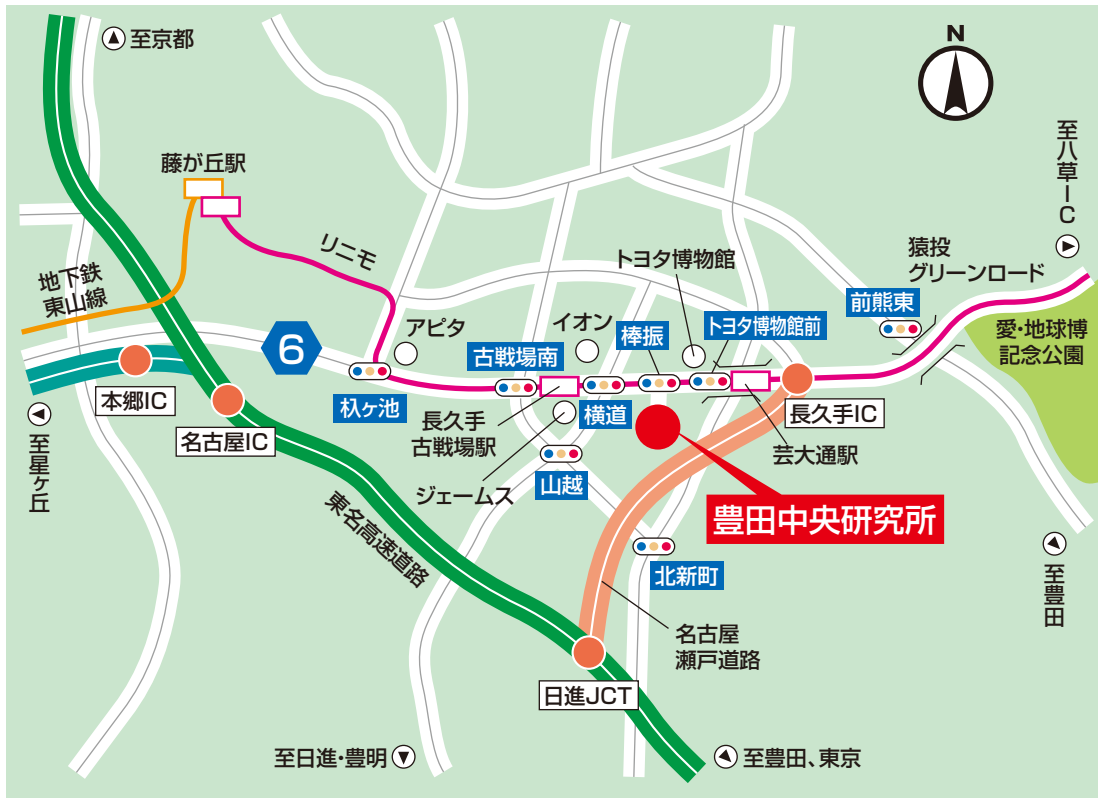 至京都
N
藤が丘駅
至八草IC
リニモ
猿投
グリーンロード
トヨタ博物館
地下鉄
東山線
前熊東
アピタ
イオン
棒振
トヨタ博物館前
愛・地球博
記念公園
6
古戦場南
本郷IC
杁ヶ池
長久手
古戦場駅
横道
長久手IC
名古屋IC
芸大通駅
至星ヶ丘
ジェームス
山越
豊田中央研究所
東名高速道路
北新町
至豊田
名古屋
瀬戸道路
日進JCT
至日進・豊明
至豊田、東京